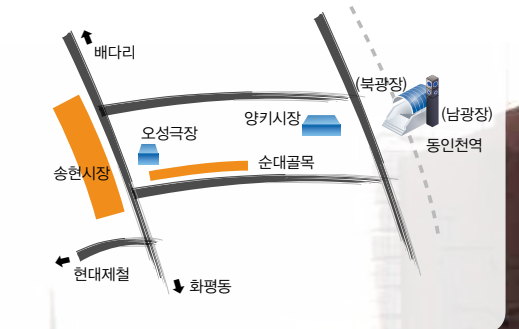 배다리
(북광장)
(남광장)
양키시장
오성극장
동인천역
순대골목
송현시장
현대제철
화평동